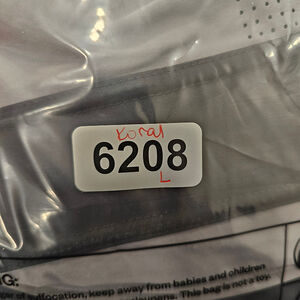 Koral
6208
L
G:
of suffocation, keep away from babies and children
This bag is not a toy.